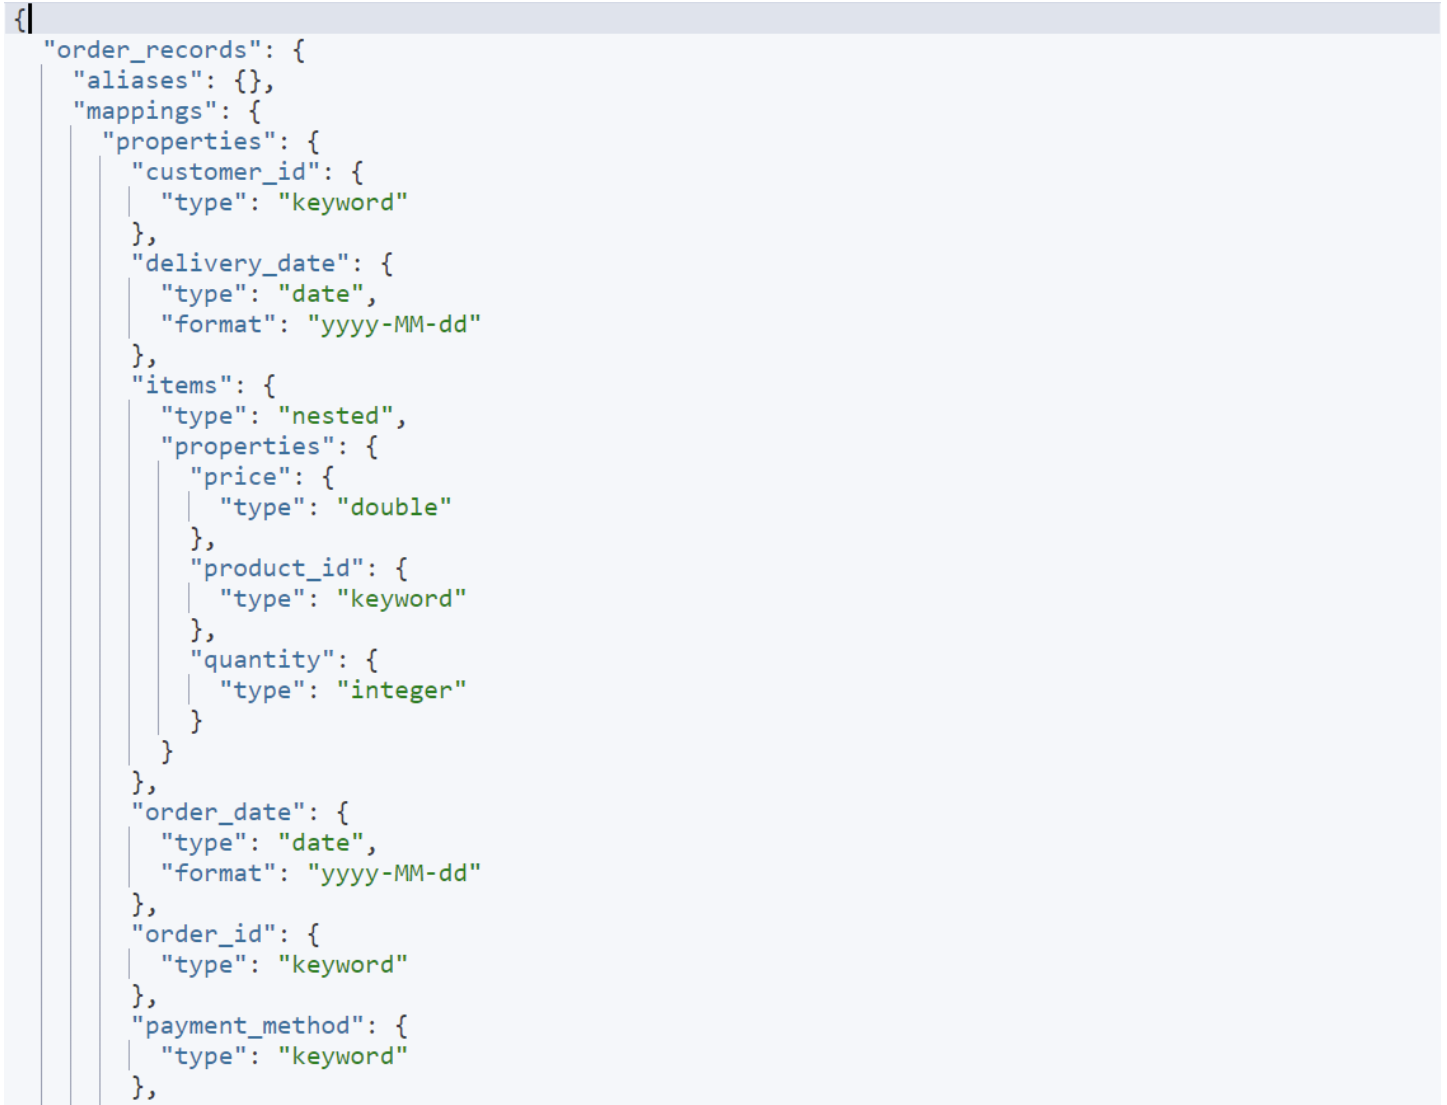 {
  "order_records": {
    "aliases": {},
    "mappings": {
      "properties": {
        "customer_id": {
          "type": "keyword"
        },
        "delivery_date": {
          "type": "date",
          "format": "yyyy-MM-dd"
        },
        "items": {
          "type": "nested",
          "properties": {
            "price": {
              "type": "double"
            },
            "product_id": {
              "type": "keyword"
            },
            "quantity": {
              "type": "integer"
            }
          }
        },
        "order_date": {
          "type": "date",
          "format": "yyyy-MM-dd"
        },
        "order_id": {
          "type": "keyword"
        },
        "payment_method": {
          "type": "keyword"
        },